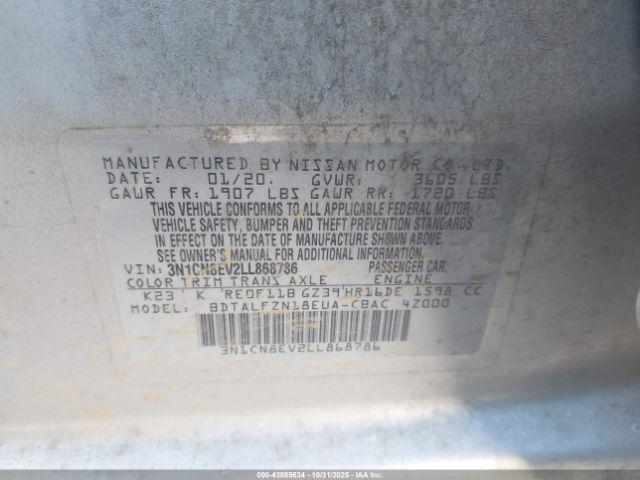 MANUFACTURED BY NISSAN MOTOR CO., LTD.
DATE: 01/20. GVWR: 3605 LBS
GAWR FR: 1907 LBS GAWR RR: 1720 LBS
THIS VEHICLE CONFORMS TO ALL APPLICABLE FEDERAL MOTOR
VEHICLE SAFETY, BUMPER AND THEFT PREVENTION STANDARDS
IN EFFECT ON THE DATE OF MANUFACTURE SHOWN ABOVE.
SEE OWNER'S MANUAL FOR ADDITIONAL INFORMATION.
VIN: 3N1CN8EV2LL868786 PASSENGER CAR.
COLOR TRIM TRANS AXLE ENGINE
K23 K RE0F11B GZ39 HR16DE 1598 CC
MODEL BDTALFZN18EUA-CBAC 42000
3N1CN8EV2LL868786
000-43585634 | 10/31/2025 | IAAI.COM